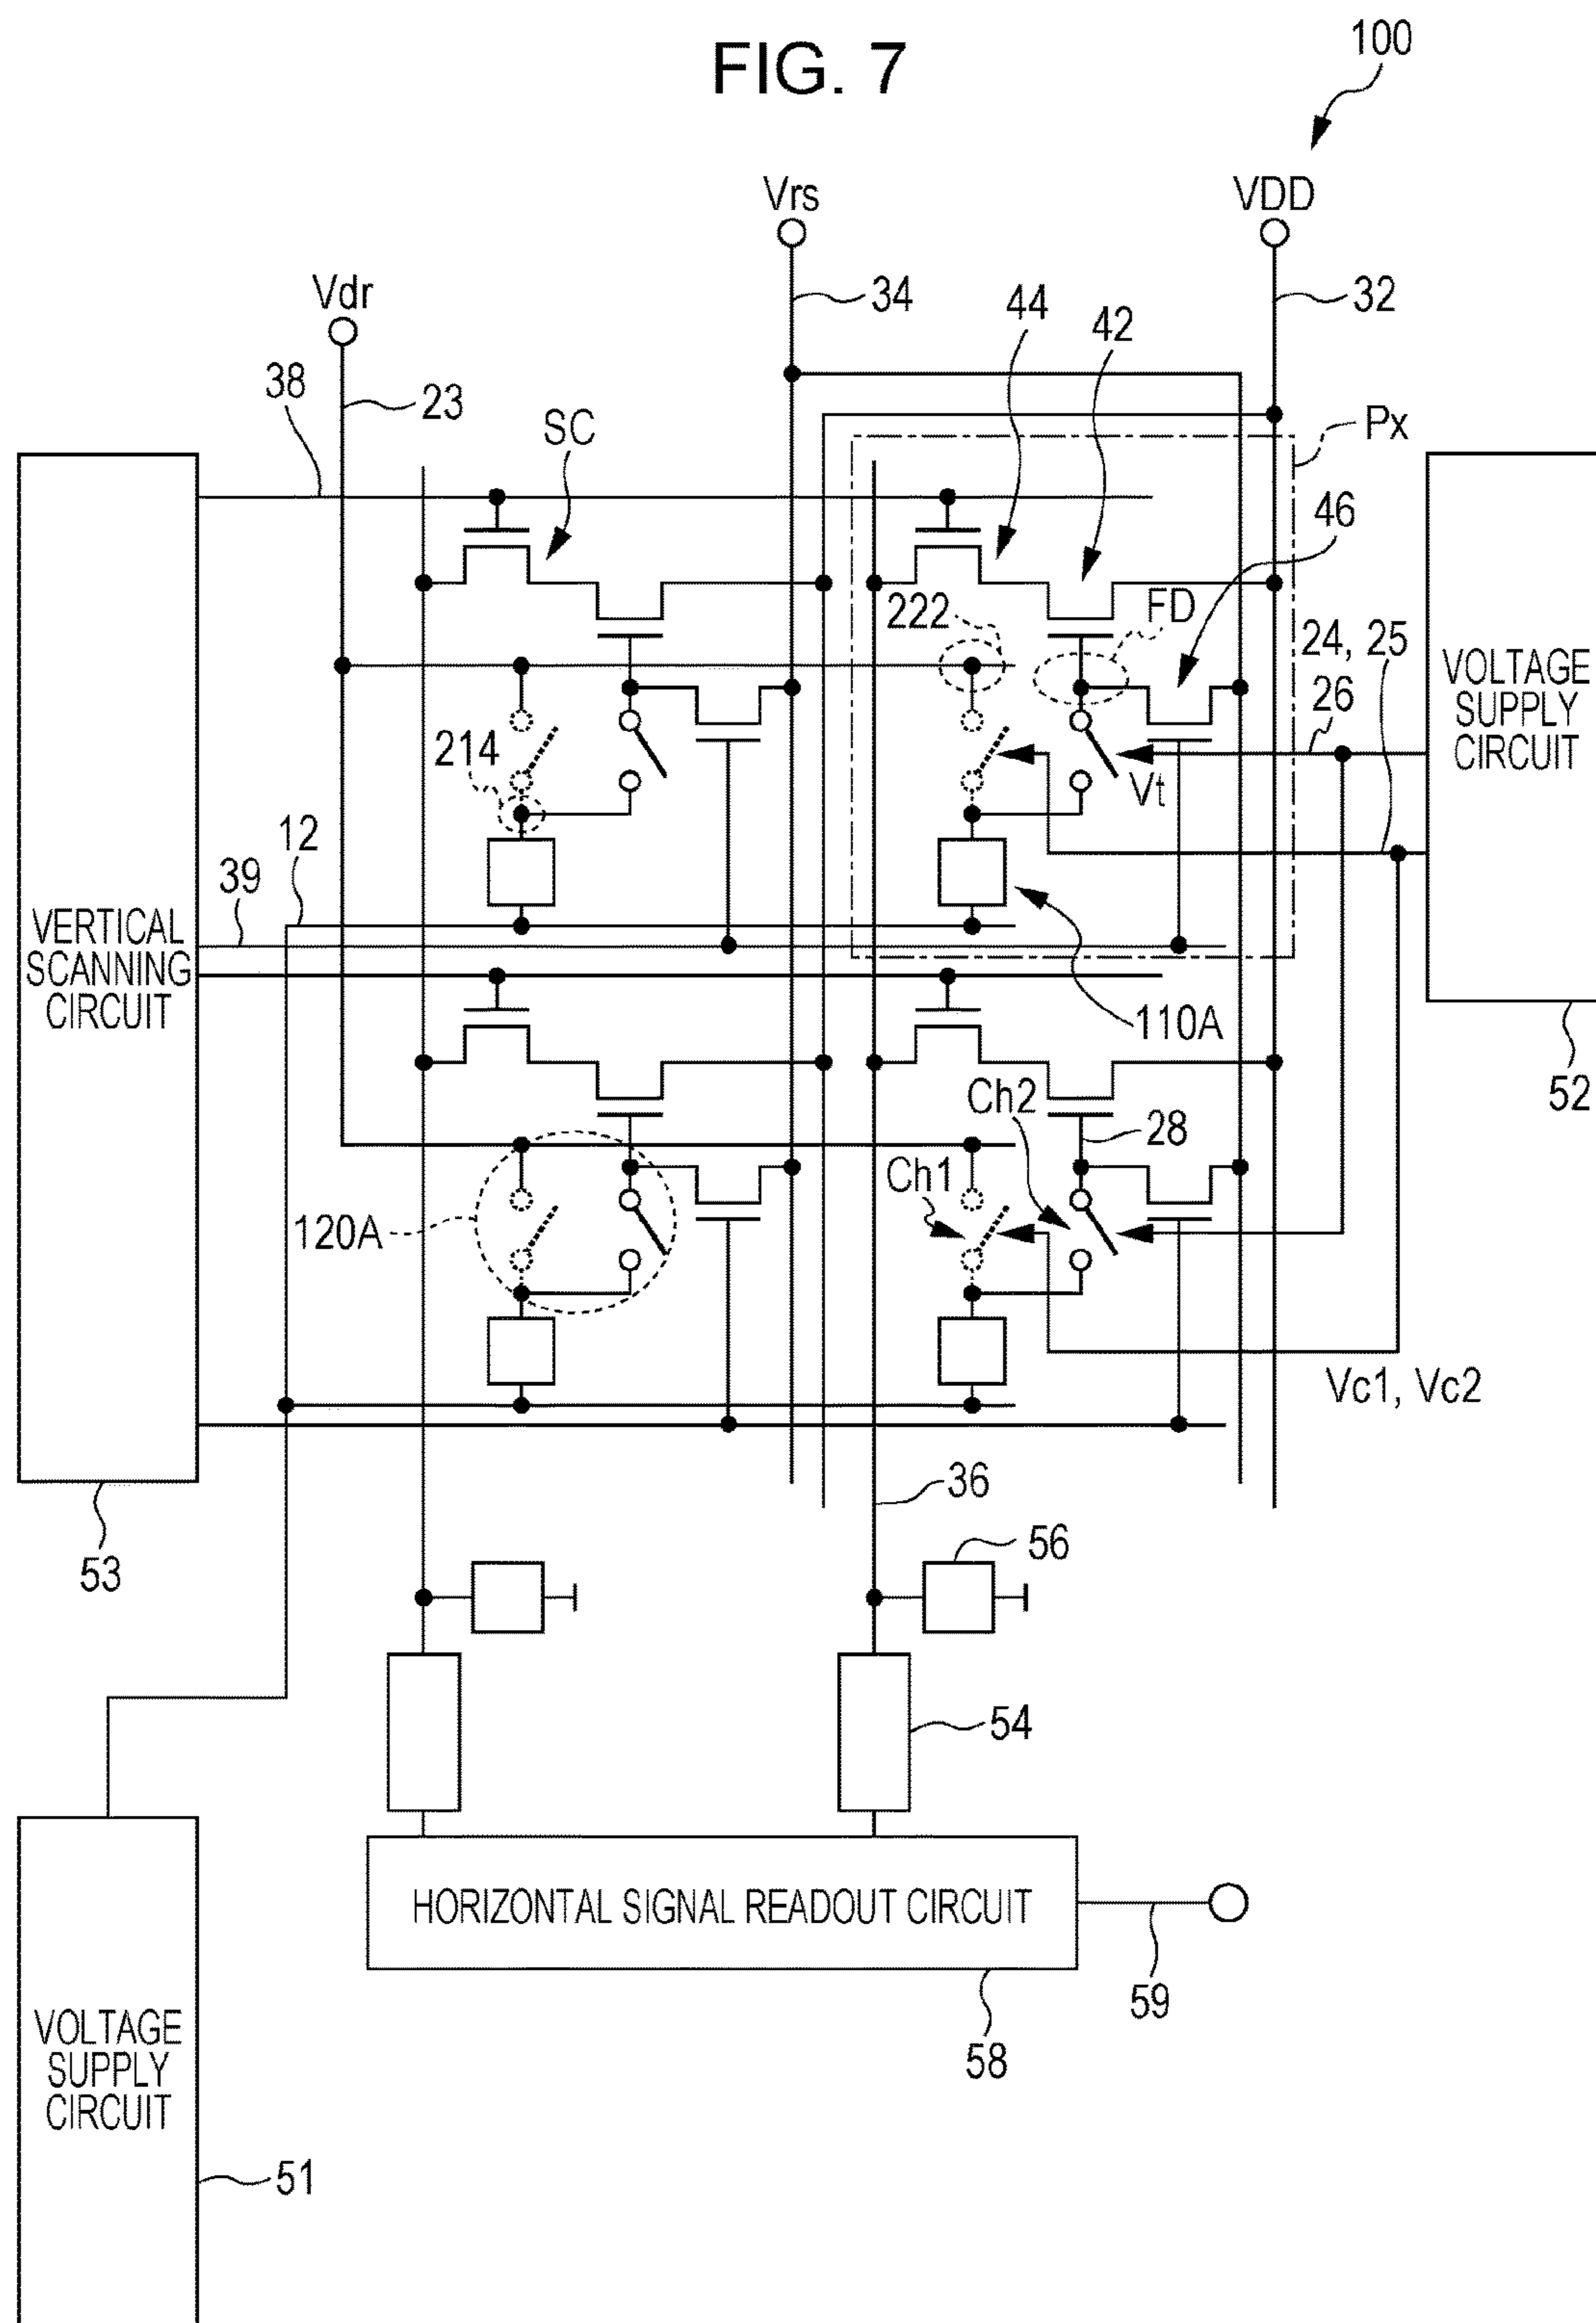 FIG. 7
100
Vrs
VDD
Vdr
34
32
44
42
38
23
SC
Px
46
222
FD
24, 25
26
VOLTAGE
SUPPLY
CIRCUIT
214
Vt
12
39
VERTICAL
SCANNING
CIRCUIT
110A
52
Ch2
28
Ch1
120A
Vc1, Vc2
36
53
56
54
HORIZONTAL SIGNAL READOUT CIRCUIT
59
58
VOLTAGE
SUPPLY
CIRCUIT
51